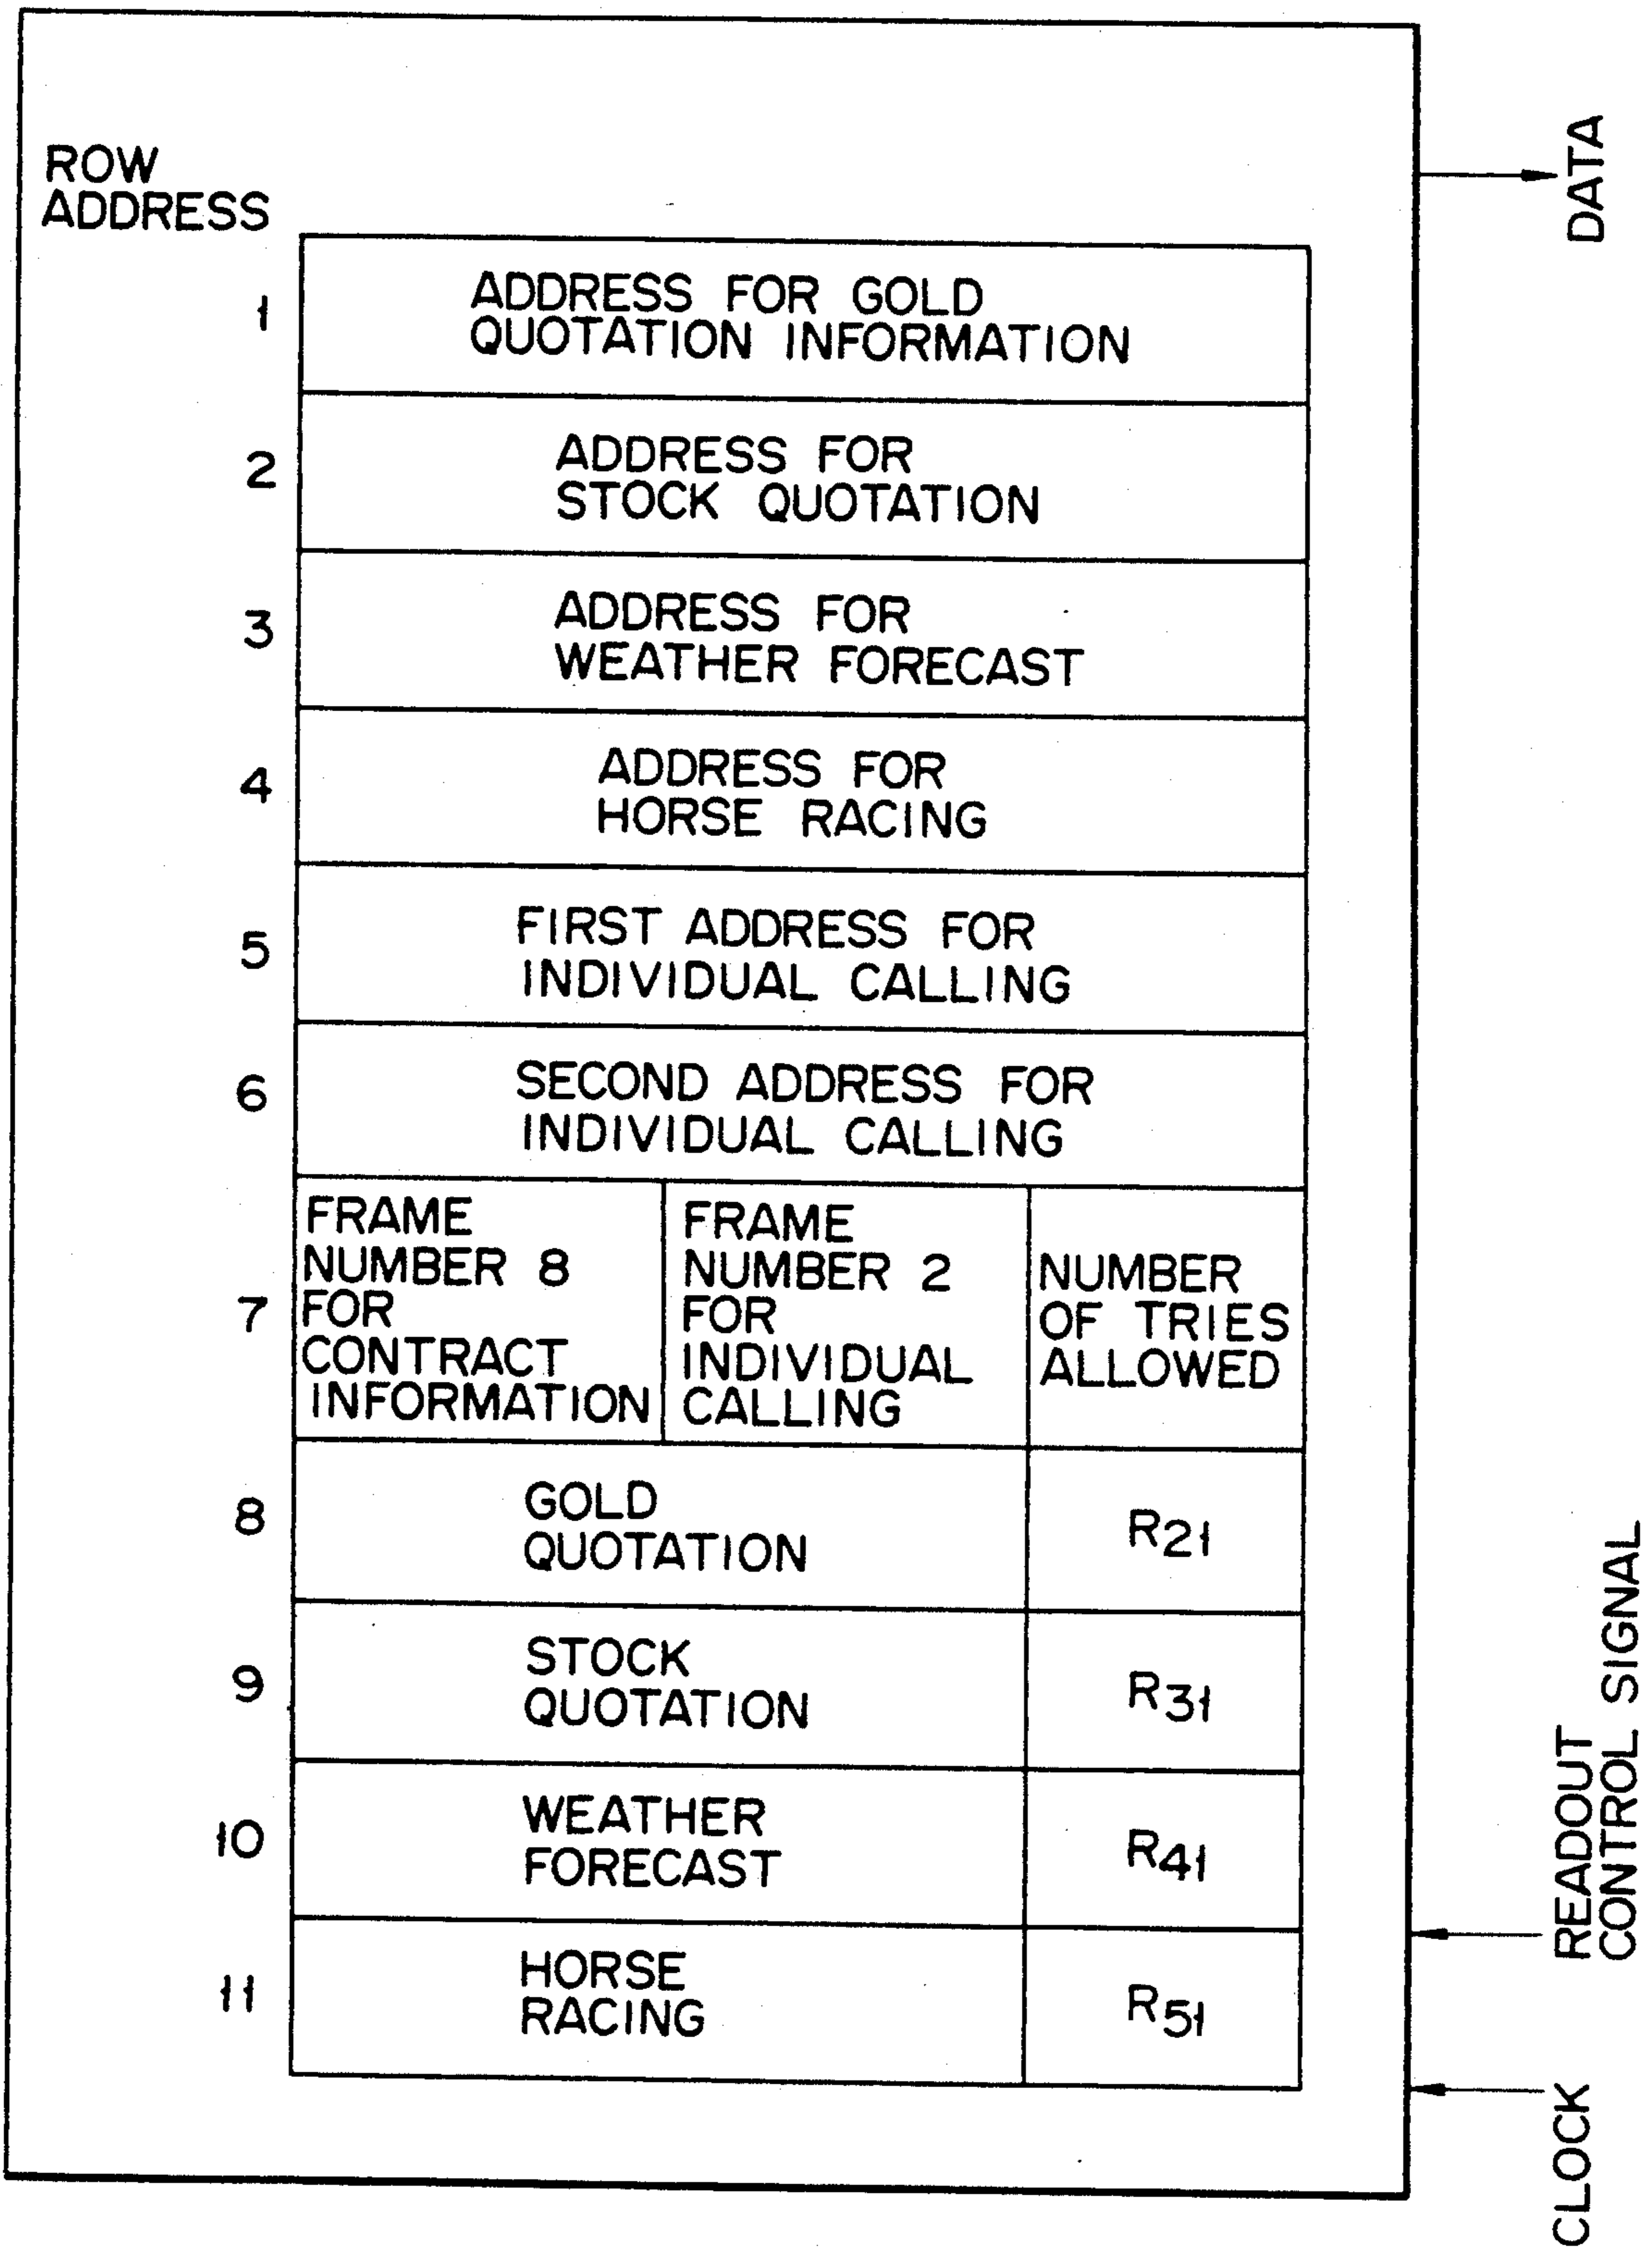 ROW
ADDRESS
1
ADDRESS FOR GOLD
QUOTATION INFORMATION
2
ADDRESS FOR
STOCK QUOTATION
3
ADDRESS FOR
WEATHER FORECAST
4
ADDRESS FOR
HORSE RACING
5
FIRST ADDRESS FOR
INDIVIDUAL CALLING
6
SECOND ADDRESS FOR
INDIVIDUAL CALLING
7
FRAME
NUMBER 8
FOR
CONTRACT
INFORMATION
FRAME
NUMBER 2
FOR
INDIVIDUAL
CALLING
NUMBER
OF TRIES
ALLOWED
8
GOLD
QUOTATION
R21
9
STOCK
QUOTATION
R31
10
WEATHER
FORECAST
R41
11
HORSE
RACING
R51
DATA
READOUT
CONTROL SIGNAL
CLOCK